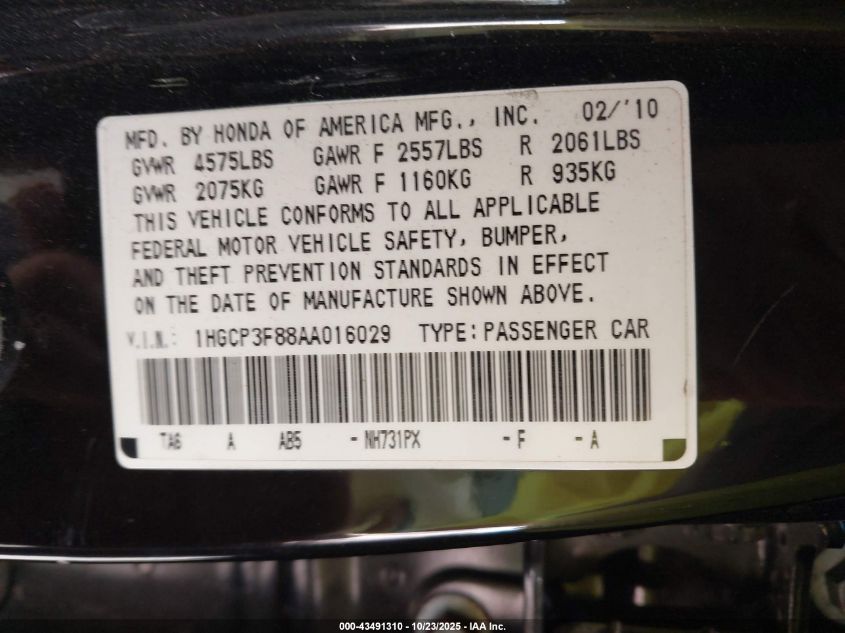 MFD. BY HONDA OF AMERICA MFG., INC. 02/'10
GVWR 4575LBS GAWR F 2557LBS R 2061LBS
GVWR 2075KG GAWR F 1160KG R 935KG
THIS VEHICLE CONFORMS TO ALL APPLICABLE
FEDERAL MOTOR VEHICLE SAFETY, BUMPER,
AND THEFT PREVENTION STANDARDS IN EFFECT
ON THE DATE OF MANUFACTURE SHOWN ABOVE.
V.I.N.: 1HGCP3F88AA016029 TYPE:PASSENGER CAR
TA6 A AB5 -NH731PX -F -A
000-43491310 / 10/23/2025 - IAA Inc.